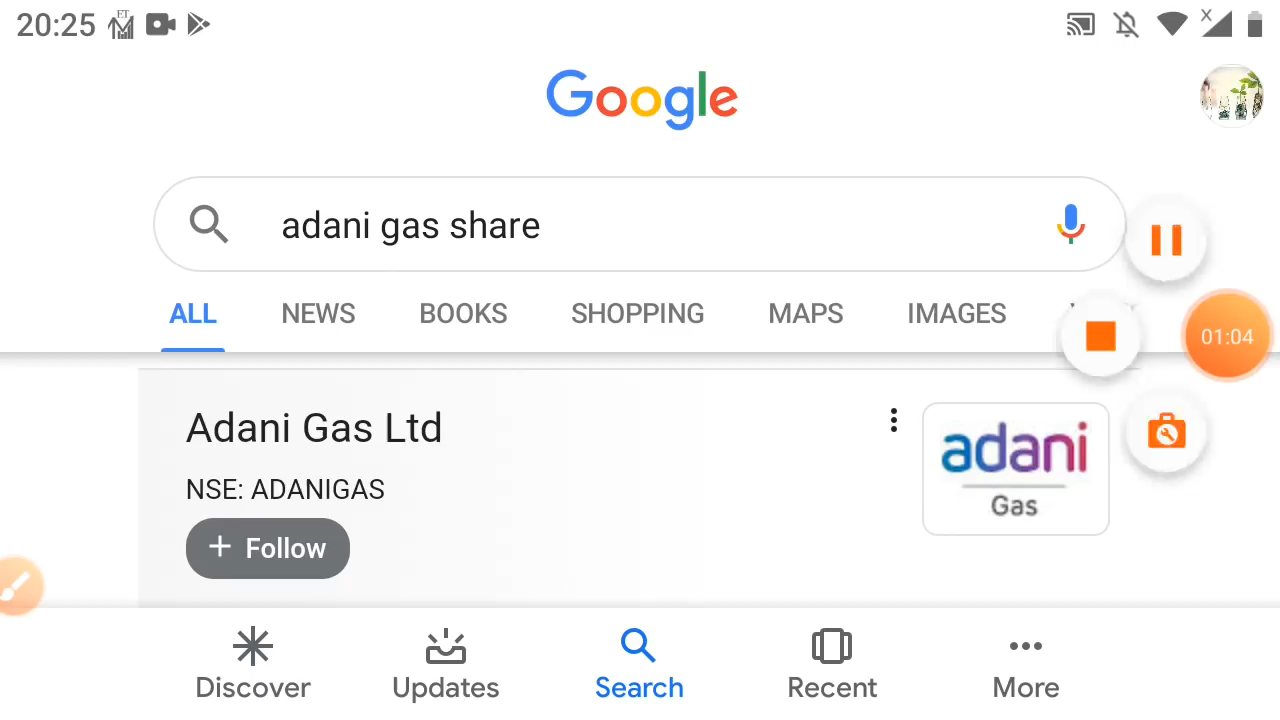 20:25 ET
Google
adani gas share
ALL NEWS BOOKS SHOPPING MAPS IMAGES
01:04
Adani Gas Ltd
NSE: ADANIGAS
+ Follow
adani
Gas
Discover Updates Search Recent More